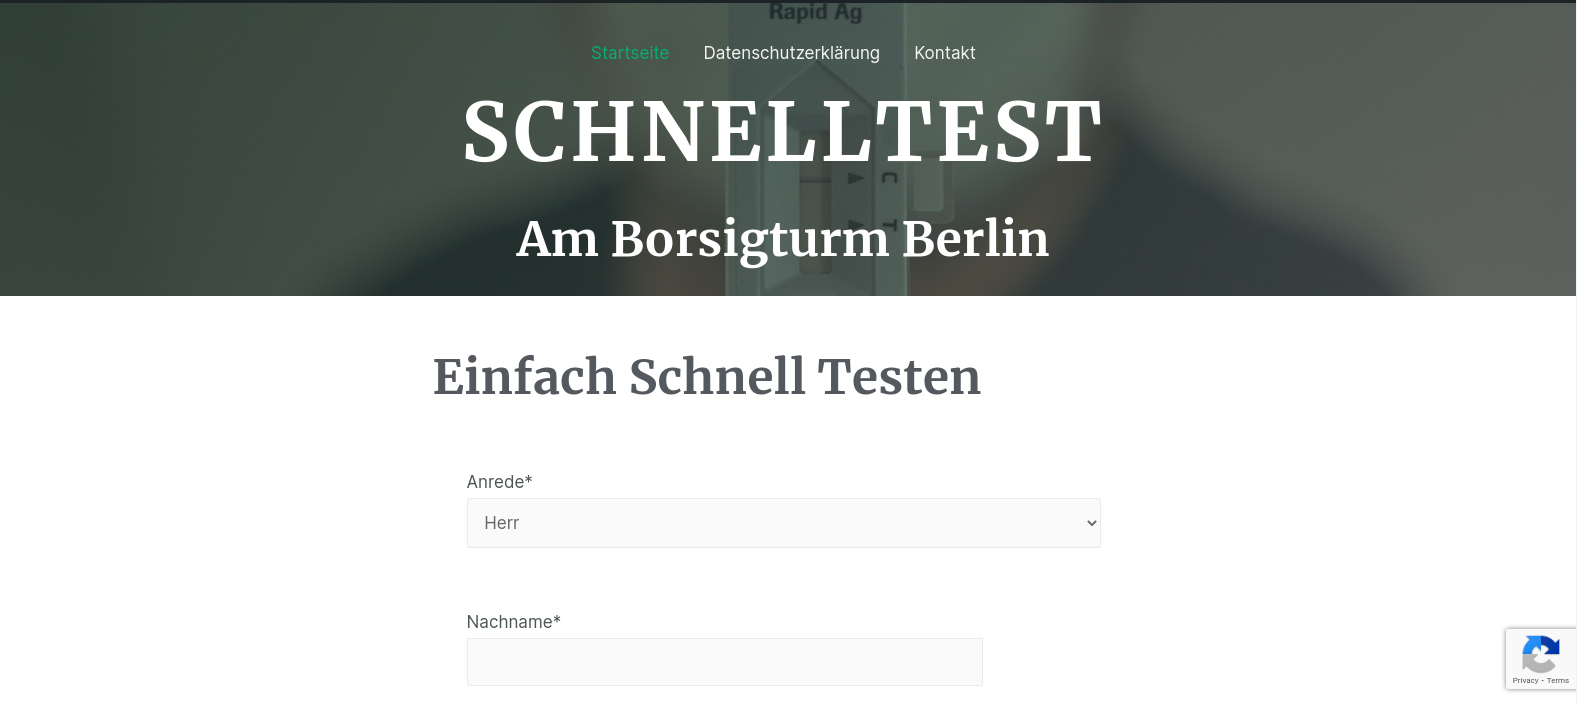 Rapid Ag
Startseite Datenschutzerklärung Kontakt
SCHNELLTEST
C
Am Borsigturm Berlin
T
Einfach Schnell Testen
Anrede*
Herr
Nachname*
Privacy - Terms